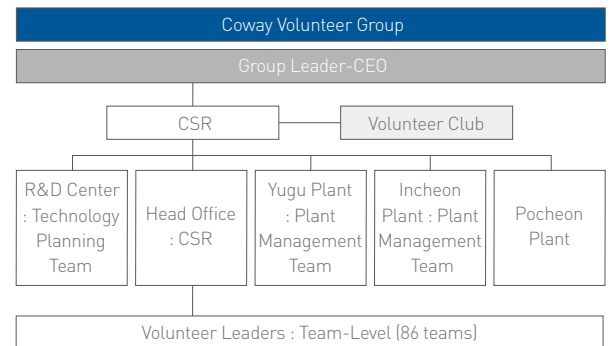 Coway Volunteer Group
Group Leader-CEO
CSR
Volunteer Club
R&D Center
: Technology
Planning
Team
Head Office
: CSR
Yugu Plant
: Plant
Management
Team
Incheon
Plant : Plant
Management
Team
Pocheon
Plant
Volunteer Leaders : Team-Level (86 teams)